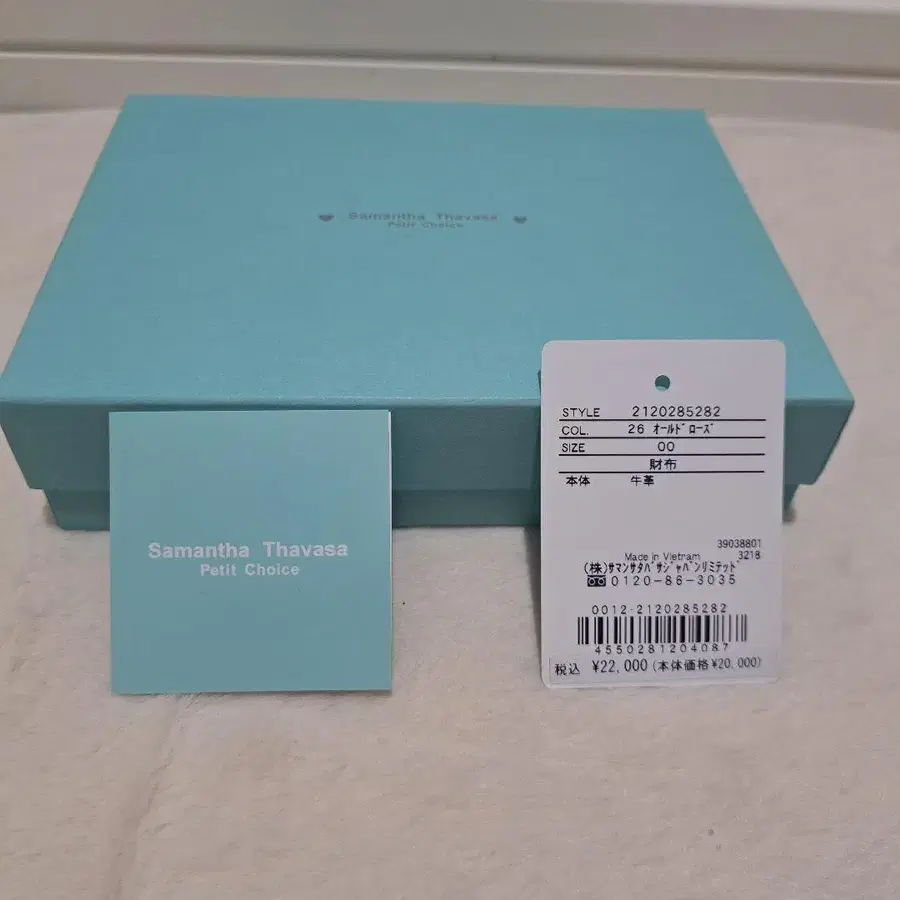 Samantha Thavasa
Petit Choice
Samantha Thavasa
Petit Choice
STYLE 2120285282
COL. 26 オールドローズ
SIZE 00
財布
本体 牛革
39038801
Made in Vietnam 3218
(株)サマンサタバサジャパンリミテッド
0120-86-3035
0012-2120285282
4550281204087
税込 ¥22,000(本体価格¥20,000)